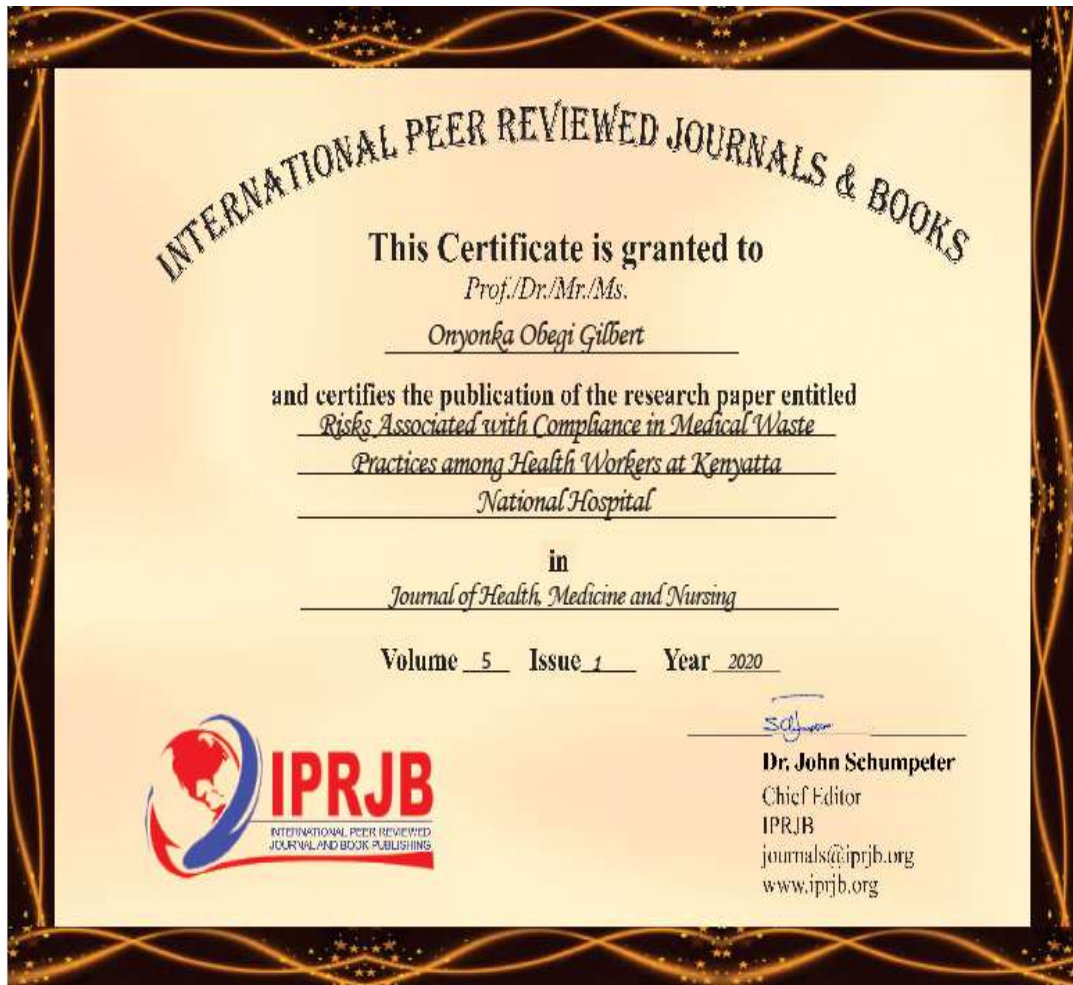 INTERNATIONAL PEER REVIEWED JOURNALS & BOOKS
This Certificate is granted to
Prof./Dr./Mr./Ms.
Onyonka Obegi Gilbert
and certifies the publication of the research paper entitled
Risks Associated with Compliance in Medical Waste
Practices among Health Workers at Kenyatta
National Hospital
in
Journal of Health, Medicine and Nursing
Volume 5 Issue 1 Year 2020
IPRJB
INTERNATIONAL PEER REVIEWED
JOURNAL AND BOOK PUBLISHING
Dr. John Schumpeter
Chief Editor
IPRJB
journals@iprjb.org
www.iprjb.org